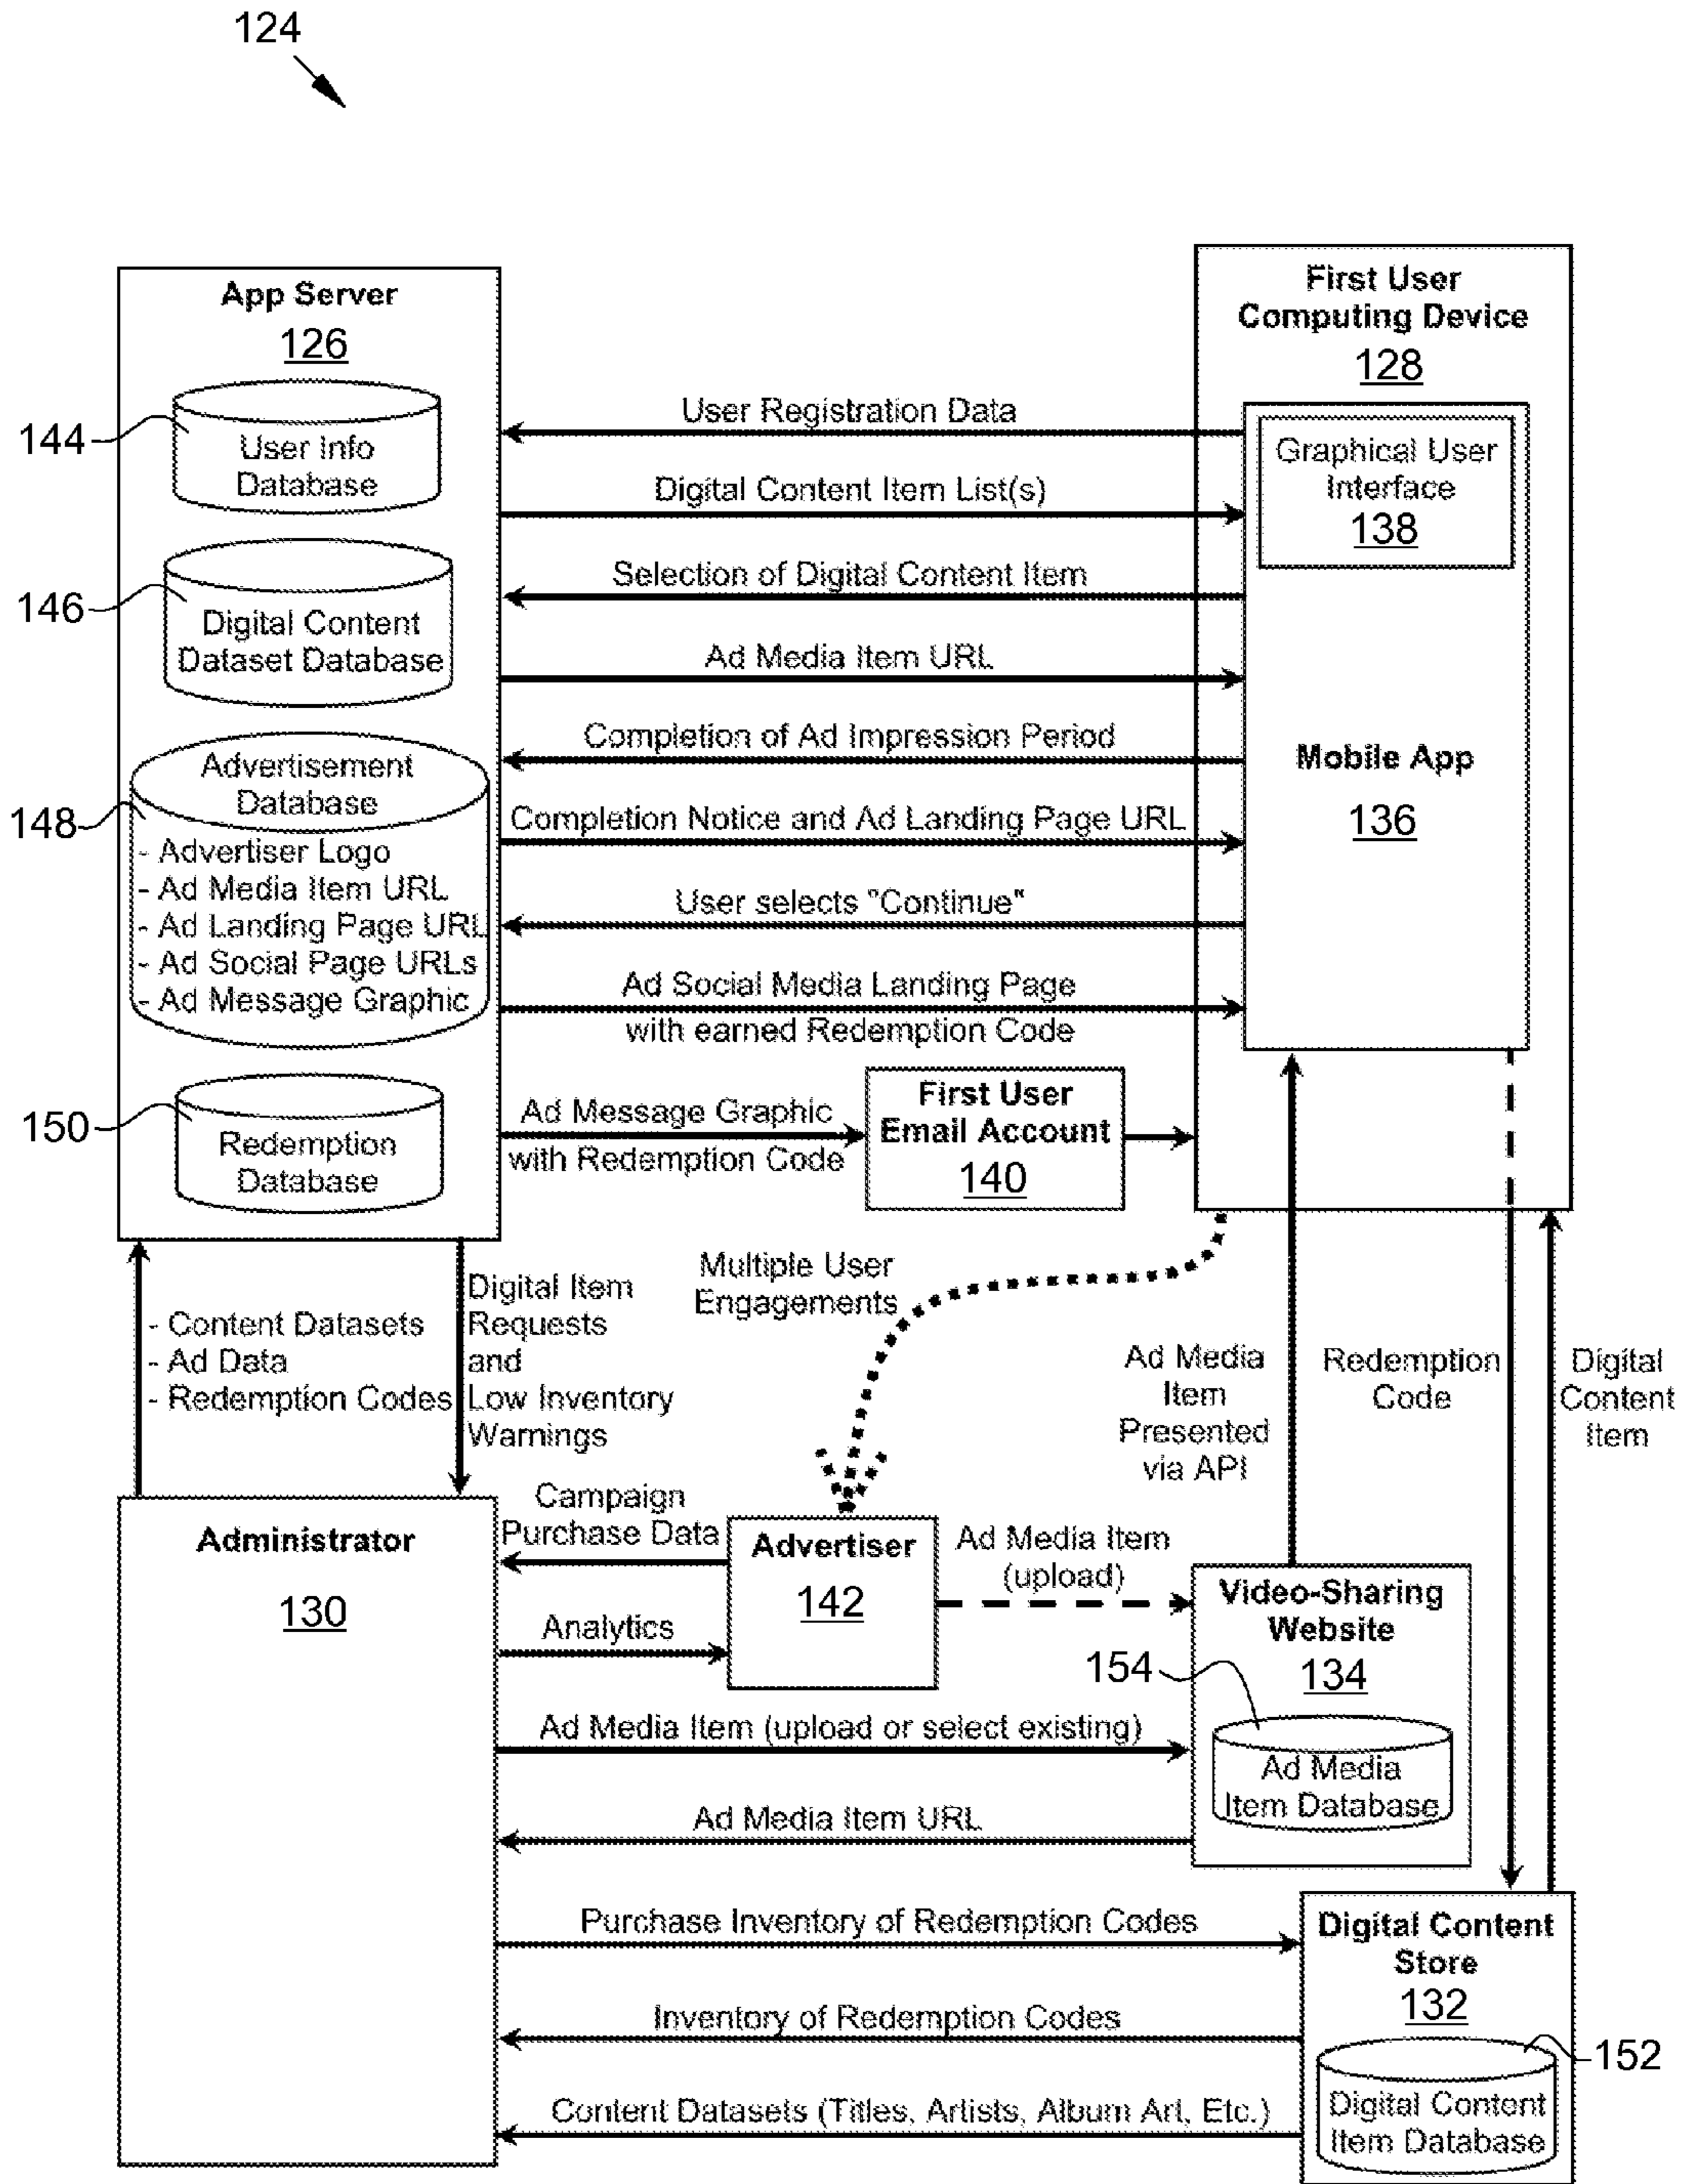 124
App Server
126
144
User Info
Database
146
Digital Content
Dataset Database
148
Advertisement
Database
- Advertiser Logo
- Ad Media Item URL
- Ad Landing Page URL
- Ad Social Page URLs
- Ad Message Graphic
150
Redemption
Database
User Registration Data
Digital Content Item List(s)
Selection of Digital Content Item
Ad Media Item URL
Completion of Ad Impression Period
Completion Notice and Ad Landing Page URL
User selects "Continue"
Ad Social Media Landing Page
with earned Redemption Code
Ad Message Graphic
with Redemption Code
First User
Email Account
140
First User
Computing Device
128
Graphical User
Interface
138
Mobile App
136
- Content Datasets
- Ad Data
- Redemption Codes
Digital Item
Requests
and
Low Inventory
Warnings
Multiple User
Engagements
Ad Media
Item
Presented
via API
Redemption
Code
Digital
Content
Item
Administrator
130
Campaign
Purchase Data
Analytics
Advertiser
142
Ad Media Item
(upload)
Video-Sharing
Website
134
154
Ad Media
Item Database
Ad Media Item (upload or select existing)
Ad Media Item URL
Purchase Inventory of Redemption Codes
Inventory of Redemption Codes
Content Datasets (Titles, Artists, Album Art, Etc.)
Digital Content
Store
132
152
Digital Content
Item Database